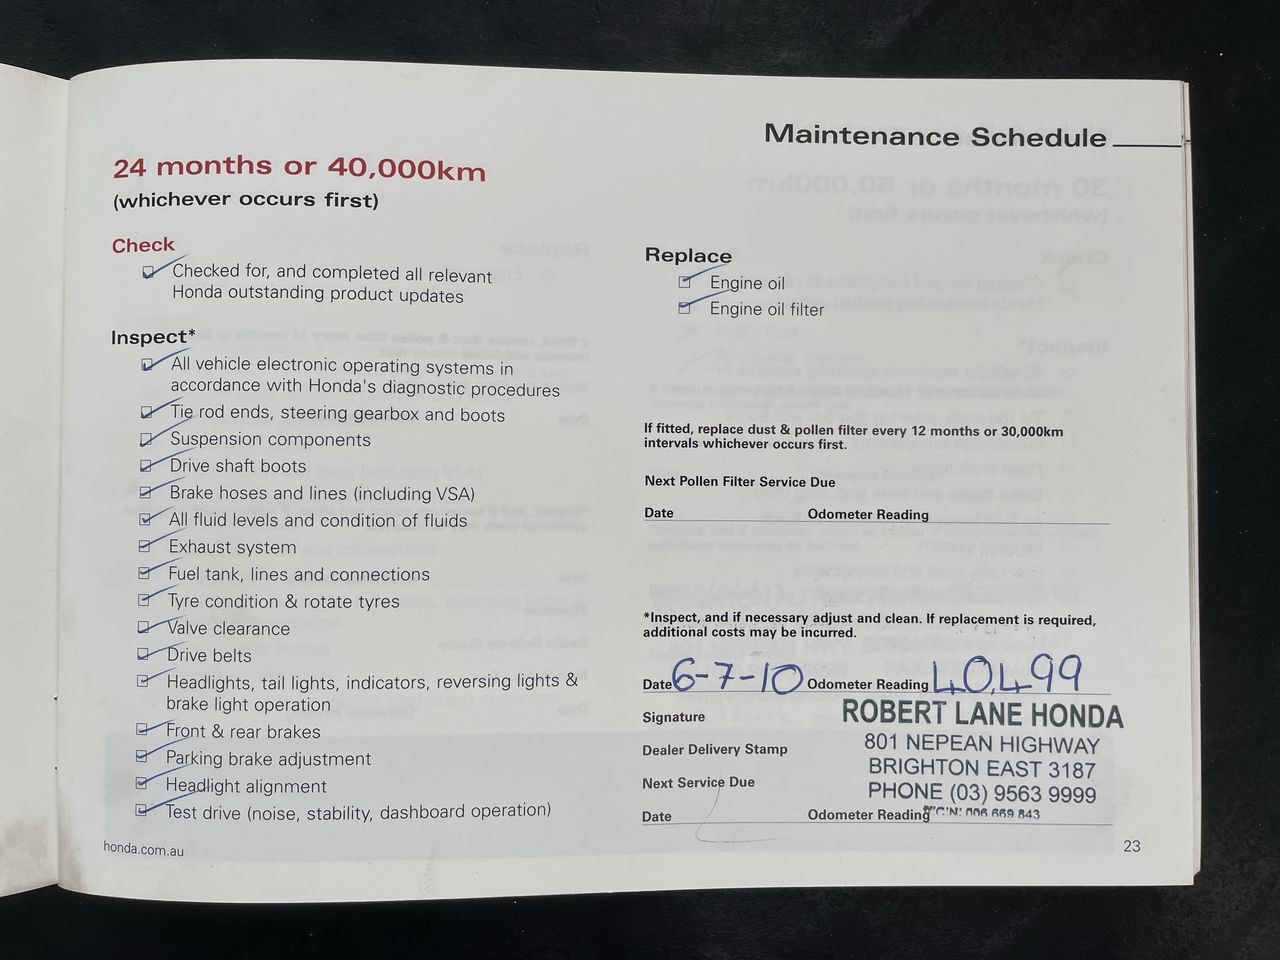 Maintenance Schedule
24 months or 40,000km
(whichever occurs first)
Check
Checked for, and completed all relevant
Honda outstanding product updates
Inspect*
All vehicle electronic operating systems in
accordance with Honda's diagnostic procedures
Tie rod ends, steering gearbox and boots
Suspension components
Drive shaft boots
Brake hoses and lines (including VSA)
All fluid levels and condition of fluids
Exhaust system
Fuel tank, lines and connections
Tyre condition & rotate tyres
Valve clearance
Drive belts
Headlights, tail lights, indicators, reversing lights &
brake light operation
Front & rear brakes
Parking brake adjustment
Headlight alignment
Test drive (noise, stability, dashboard operation)
honda.com.au
Replace
Engine oil
Engine oil filter
If fitted, replace dust & pollen filter every 12 months or 30,000km
intervals whichever occurs first.
Next Pollen Filter Service Due
Date Odometer Reading
*Inspect, and if necessary adjust and clean. If replacement is required,
additional costs may be incurred.
Date 6-7-10 Odometer Reading 40,499
Signature
ROBERT LANE HONDA
801 NEPEAN HIGHWAY
Dealer Delivery Stamp
BRIGHTON EAST 3187
Next Service Due
PHONE (03) 9563 9999
Date Odometer Reading
006 669 843
23